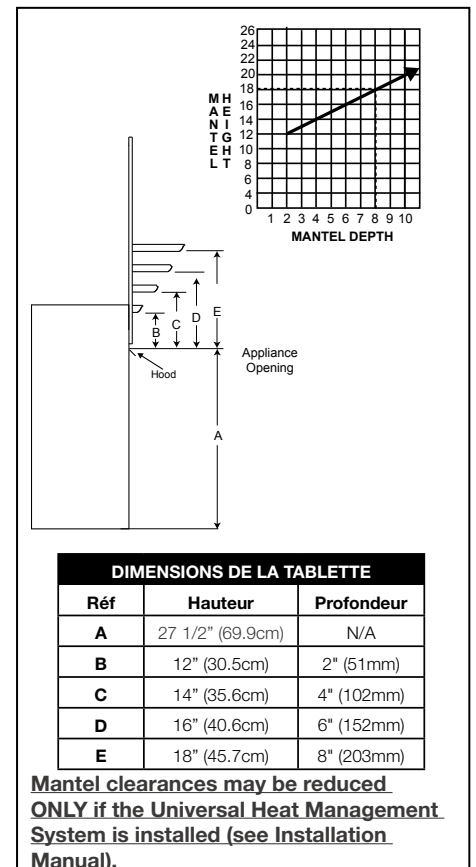 26
24
22
20
18
16
14
12
10
8
6
4
0
MANTEL
HEIGHT
1 2 3 4 5 6 7 8 9 10
MANTEL DEPTH
E
D
C
B
Hood
Appliance
Opening
A
DIMENSIONS DE LA TABLETTE
Réf Hauteur Profondeur
A 27 1/2” (69.9cm) N/A
B 12” (30.5cm) 2" (51mm)
C 14” (35.6cm) 4" (102mm)
D 16” (40.6cm) 6" (152mm)
E 18” (45.7cm) 8" (203mm)
Mantel clearances may be reduced
ONLY if the Universal Heat Management
System is installed (see Installation
Manual).